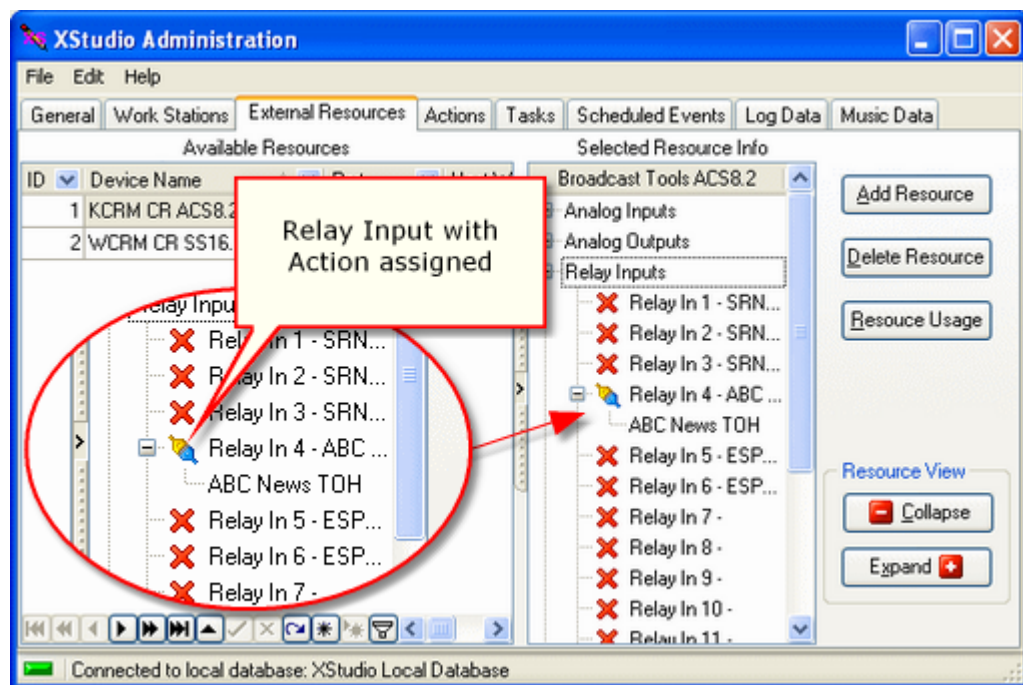 XStudio Administration
File Edit Help
General Work Stations External Resources Actions Tasks Scheduled Events Log Data Music Data
Available Resources
ID Device Name
1 KCRM CR ACS8.2
2 WCRM CR SS16.
Relay Input with
Action assigned
Relay In 1 - SRN...
Relay In 2 - SRN...
Relay In 3 - SRN...
Relay In 4 - ABC ...
ABC News TOH
Relay In 5 - ESP...
Relay In 6 - ESP...
Relay In 7 -
Selected Resource Info
Broadcast Tools ACS8.2
Analog Inputs
Analog Outputs
Relay Inputs
Relay In 1 - SRN...
Relay In 2 - SRN...
Relay In 3 - SRN...
Relay In 4 - ABC ...
ABC News TOH
Relay In 5 - ESP...
Relay In 6 - ESP...
Relay In 7 -
Relay In 8 -
Relay In 9 -
Relay In 10 -
Relay In 11 -
Add Resource
Delete Resource
Resouce Usage
Resource View
Collapse
Expand
Connected to local database: XStudio Local Database